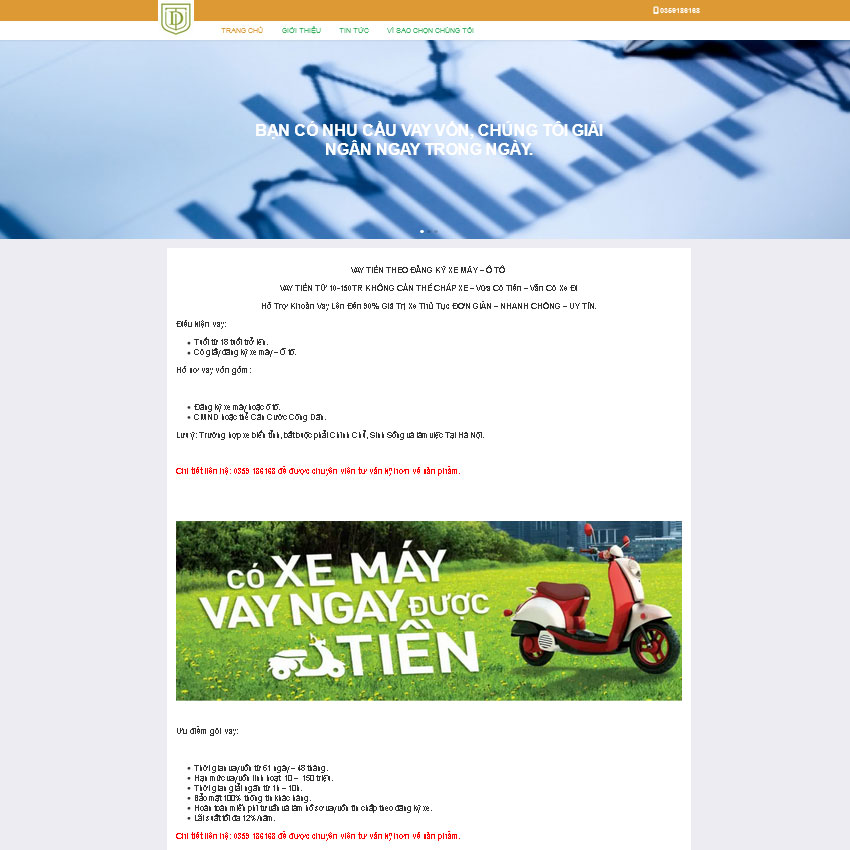 0359186168
TRANG CHỦ GIỚI THIỆU TIN TỨC VÌ SAO CHỌN CHÚNG TÔI
BẠN CÓ NHU CẦU VAY VỐN, CHÚNG TÔI GIẢI
NGÂN NGAY TRONG NGÀY.
VAY TIỀN THEO ĐĂNG KÝ XE MÁY – Ô TÔ
VAY TIỀN TỪ 10-150TR KHÔNG CẦN THẾ CHẤP XE – Vừa Có Tiền – Vẫn Có Xe Đi
Hỗ Trợ Khoản Vay Lên Đến 90% Giá Trị Xe Thủ Tục ĐƠN GIẢN – NHANH CHÓNG – UY TÍN.
Điều kiện vay:
Tuổi từ 18 tuổi trở lên.
Có giấy đăng ký xe máy – Ô tô.
Hồ sơ vay vốn gồm:
Đăng ký xe máy hoặc ô tô.
CMND hoặc thẻ Căn Cước Công Dân.
Lưu ý: Trường hợp xe biển tỉnh, bắt buộc phải Chính Chủ, Sinh Sống và làm việc Tại Hà Nội.
Chi tiết liên hệ: 0359 186168 để được chuyên viên tư vấn kỹ hơn về sản phẩm.
CÓ XE MÁY
VAY NGAY ĐƯỢC
TIỀN
Ưu điểm gói vay:
Thời gian vay vốn từ 61 ngày – 48 tháng.
Hạn mức vay vốn linh hoạt: 10 – 150 triệu.
Thời gian giải ngân từ 1h – 10h.
Bảo mật 100% thông tin khác hàng.
Hoàn toàn miễn phí tư vấn và làm hồ sơ vay vốn tín chấp theo đăng ký xe.
Lãi suất tối đa 12%/năm.
Chi tiết liên hệ: 0359 186168 để được chuyên viên tư vấn kỹ hơn về sản phẩm.